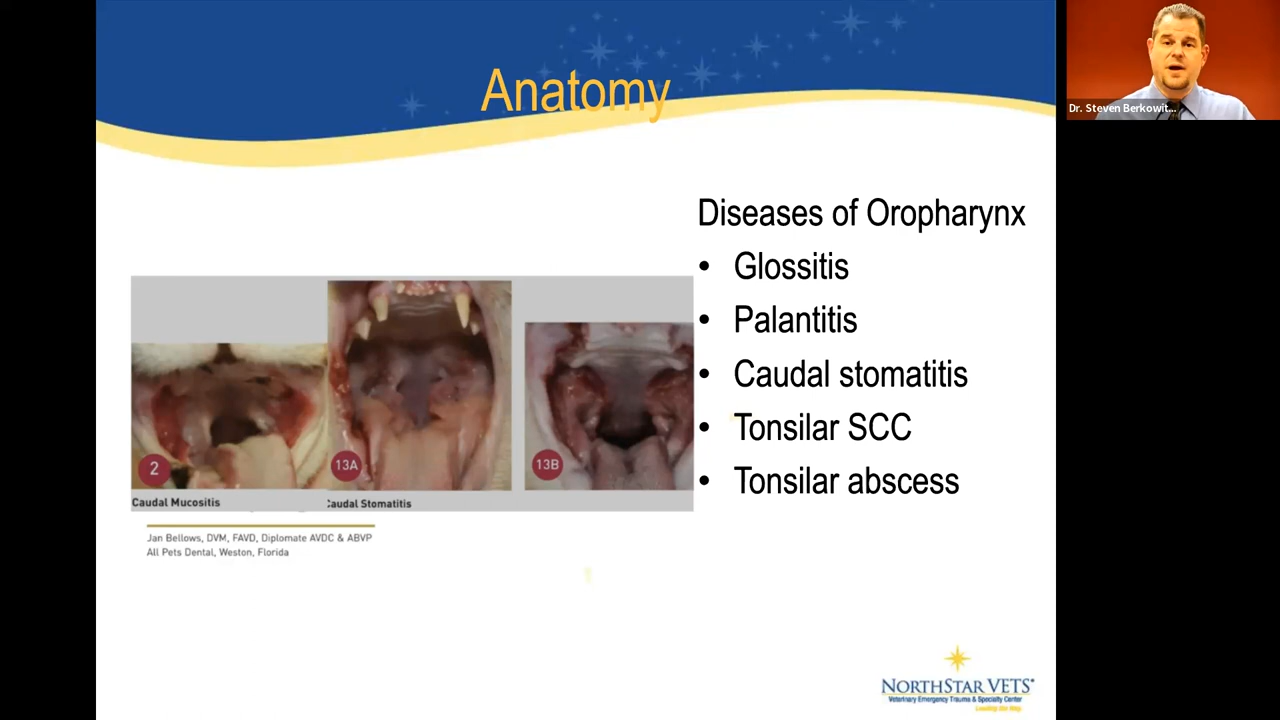 Anatomy
Dr. Steven Berkowit...
Diseases of Oropharynx
• Glossitis
• Palantitis
• Caudal stomatitis
• Tonsilar SCC
• Tonsilar abscess
2
13A
13B
Caudal Mucositis
Caudal Stomatitis
Jan Bellows, DVM, FAVD, Diplomate AVDC & ABVP
All Pets Dental, Weston, Florida
NORTHSTAR VETS
Veterinary Emergency Trauma & Specialty Center
Leading the Way